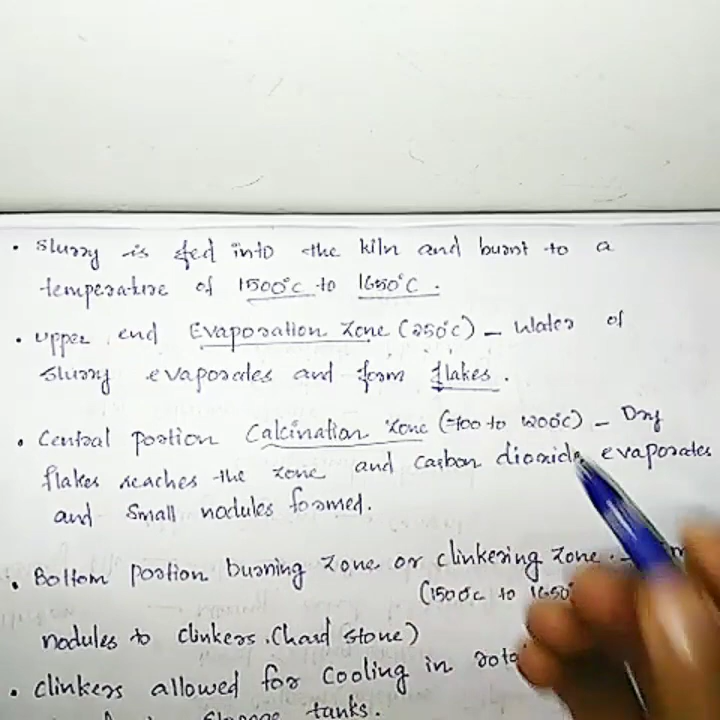 • Slurry is fed into the kiln and burnt to a
temperature of 1500°C to 1650°C.
• Upper end Evaporation Zone (250°C) – Water of
slurry evaporates and form flakes.
• Central portion Calcination Zone (700 to 1200°C) – Dry
flakes reaches the zone and carbon dioxide evaporates
and small nodules formed.
• Bottom portion burning zone or clinkering zone. –
(1500°C to 1650°
nodules to clinkers. (hard stone)
• Clinkers allowed for cooling in
tanks.